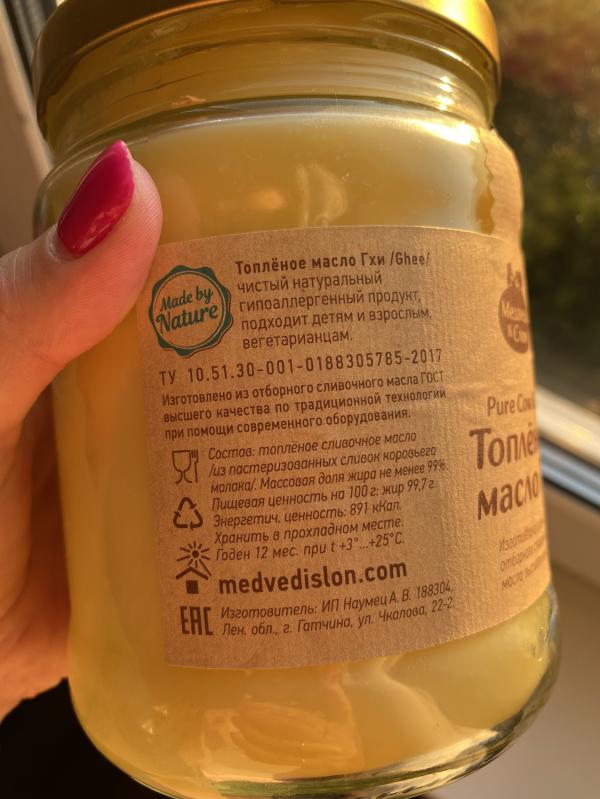 Топлёное масло Гхи /Ghee/
чистый натуральный
гипоаллергенный продукт,
подходит детям и взрослым,
вегетарианцам.
Made by
Nature
ТУ 10.51.30-001-0188305785-2017
Изготовлено из отборного сливочного масла ГОСТ
высшего качества по традиционной технологии
при помощи современного оборудования.
Состав: топлёное сливочное масло
/из пастеризованных сливок коровьего
молока/. Массовая доля жира не менее 99%.
Пищевая ценность на 100 г: жир 99,7 г.
Энергетич. ценность: 891 кКал.
Хранить в прохладном месте.
Годен 12 мес. при t +3°...+25°C.
medvedislon.com
EAC
Изготовитель: ИП Наумец А. В. 188304,
Лен. обл., г. Гатчина, ул. Чкалова, 22-2.
Pure Cow
масло